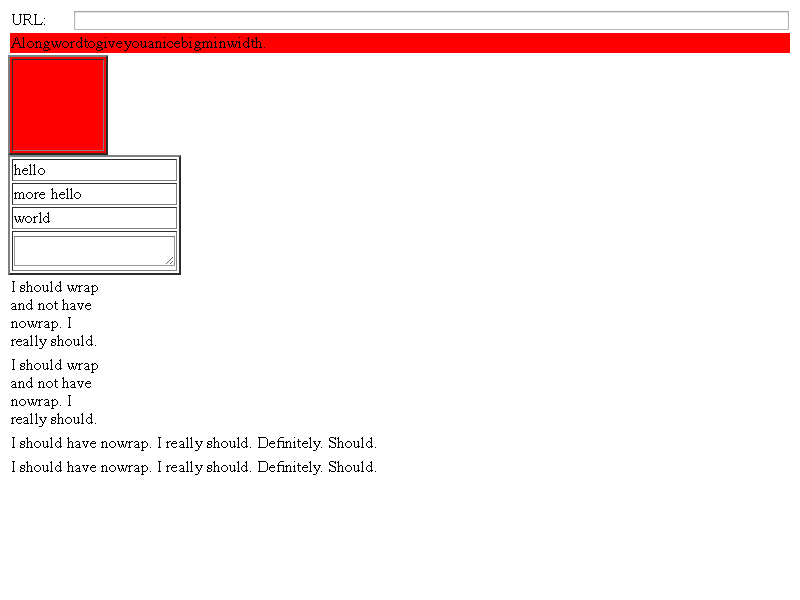 URL:
Alongwordtogiveyouanicebigminwidth.
hello
more hello
world
I should wrap
and not have
nowrap. I
really should.
I should wrap
and not have
nowrap. I
really should.
I should have nowrap. I really should. Definitely. Should.
I should have nowrap. I really should. Definitely. Should.